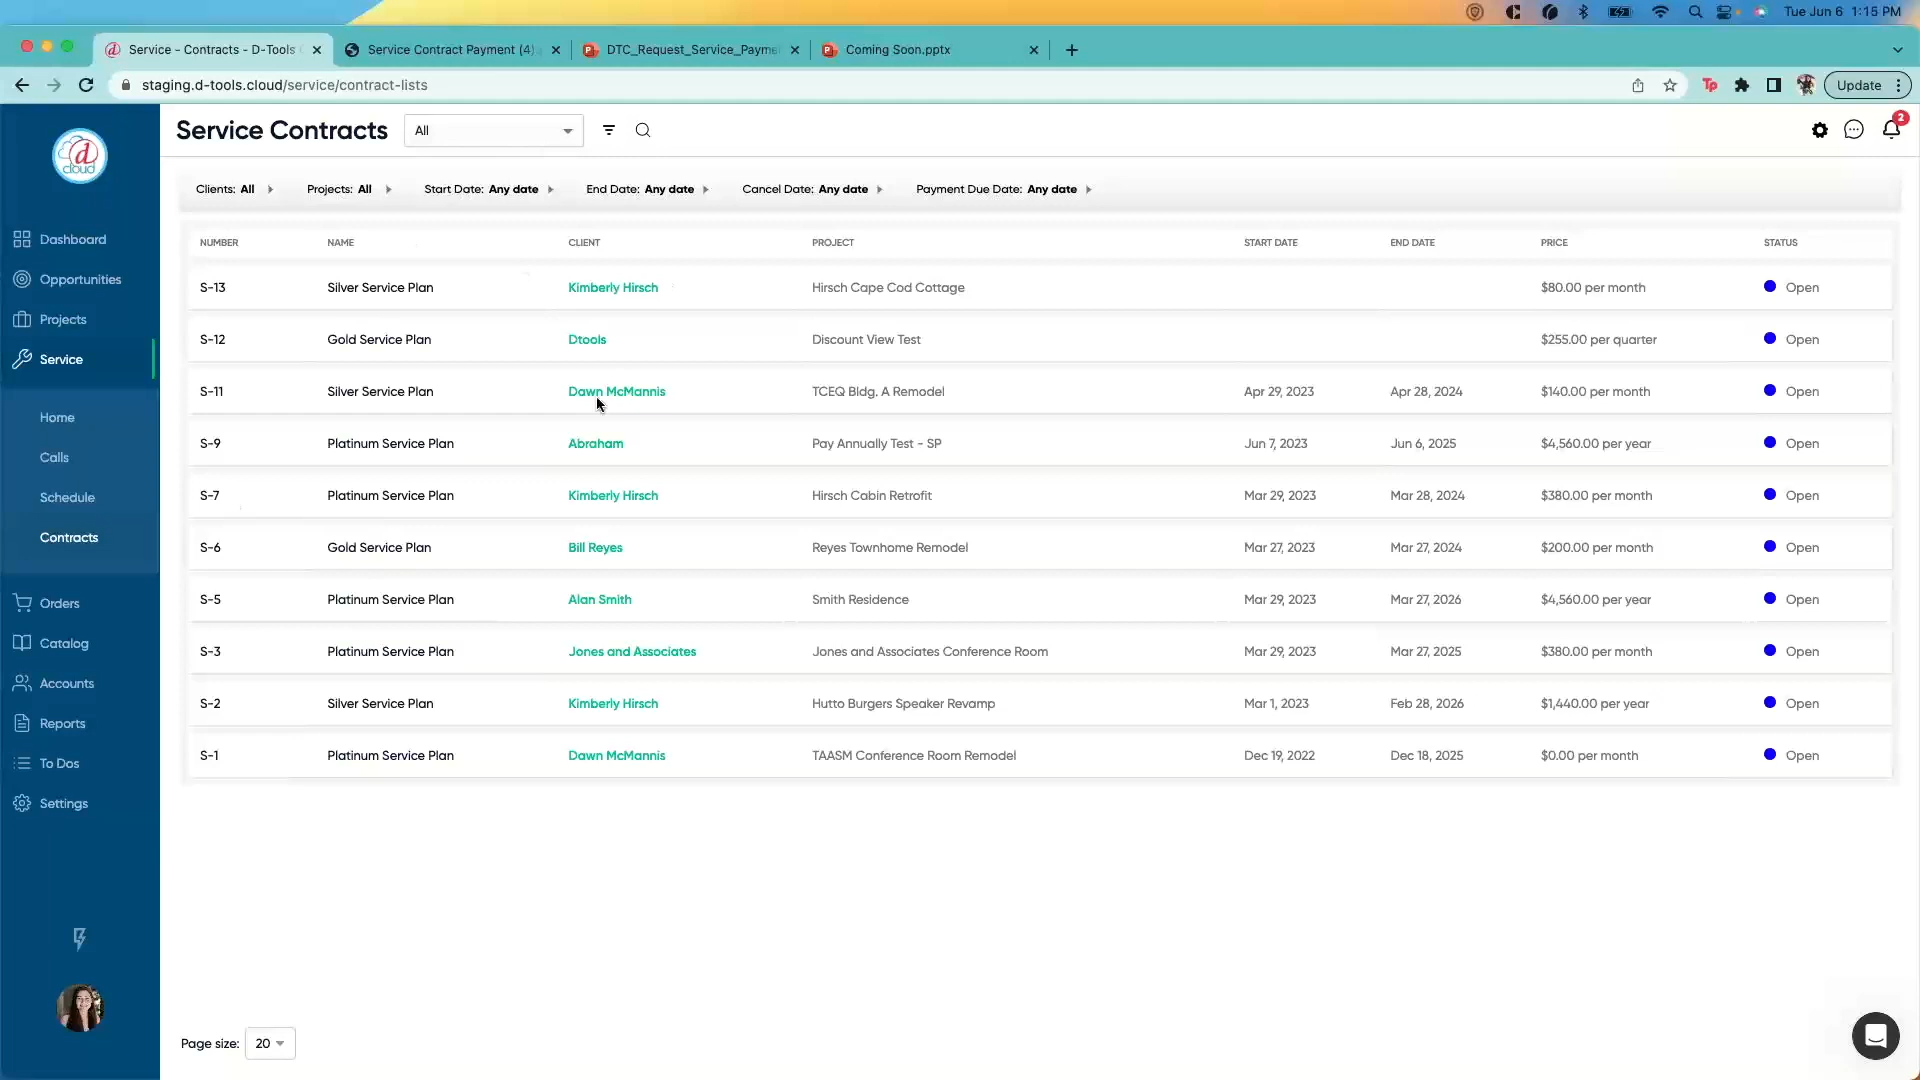 Tue Jun 6 1:15 PM
Service - Contracts - D-Tools
Service Contract Payment (4)
DTC_Request_Service_Payme
Coming Soon.pptx
staging.d-tools.cloud/service/contract-lists
Tp
Update
d
cloud
Service Contracts
All
2
Clients: All
Projects: All
Start Date: Any date
End Date: Any date
Cancel Date: Any date
Payment Due Date: Any date
Dashboard
Opportunities
Projects
Service
Home
Calls
Schedule
Contracts
Orders
Catalog
Accounts
Reports
To Dos
Settings
NUMBER NAME CLIENT PROJECT START DATE END DATE PRICE STATUS
S-13 Silver Service Plan Kimberly Hirsch Hirsch Cape Cod Cottage $80.00 per month Open
S-12 Gold Service Plan Dtools Discount View Test $255.00 per quarter Open
S-11 Silver Service Plan Dawn McMannis TCEQ Bldg. A Remodel Apr 29, 2023 Apr 28, 2024 $140.00 per month Open
S-9 Platinum Service Plan Abraham Pay Annually Test - SP Jun 7, 2023 Jun 6, 2025 $4,560.00 per year Open
S-7 Platinum Service Plan Kimberly Hirsch Hirsch Cabin Retrofit Mar 29, 2023 Mar 28, 2024 $380.00 per month Open
S-6 Gold Service Plan Bill Reyes Reyes Townhome Remodel Mar 27, 2023 Mar 27, 2024 $200.00 per month Open
S-5 Platinum Service Plan Alan Smith Smith Residence Mar 29, 2023 Mar 27, 2026 $4,560.00 per year Open
S-3 Platinum Service Plan Jones and Associates Jones and Associates Conference Room Mar 29, 2023 Mar 27, 2025 $380.00 per month Open
S-2 Silver Service Plan Kimberly Hirsch Hutto Burgers Speaker Revamp Mar 1, 2023 Feb 28, 2026 $1,440.00 per year Open
S-1 Platinum Service Plan Dawn McMannis TAASM Conference Room Remodel Dec 19, 2022 Dec 18, 2025 $0.00 per month Open
Page size: 20